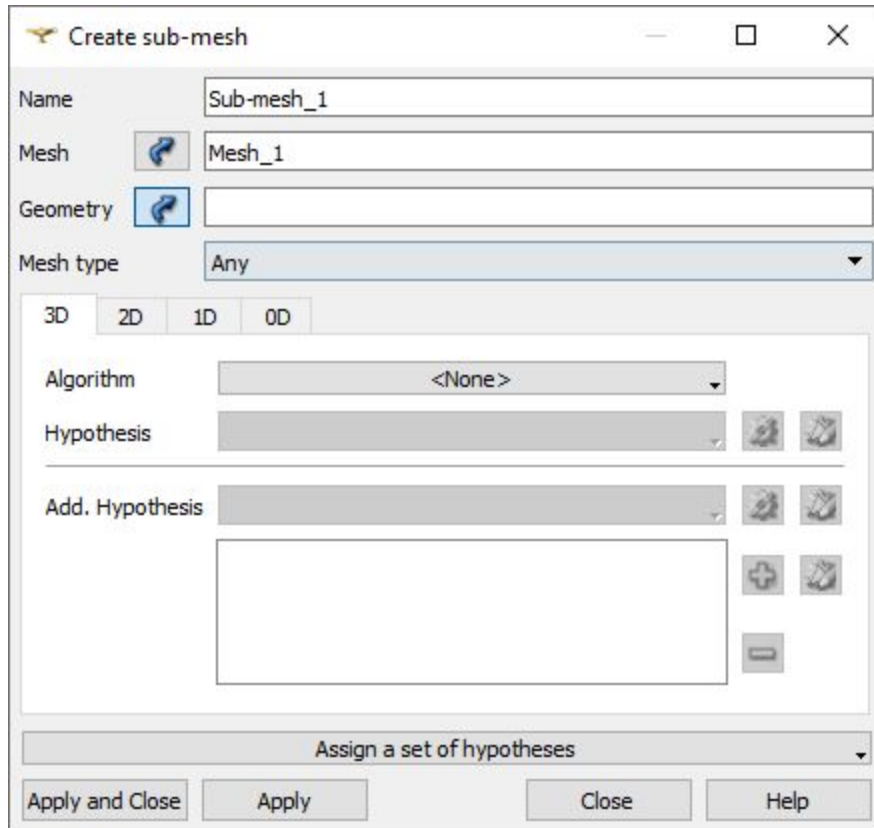 Create sub-mesh
Name Sub-mesh_1
Mesh Mesh_1
Geometry
Mesh type Any
3D 2D 1D 0D
Algorithm <None>
Hypothesis
Add. Hypothesis
Assign a set of hypotheses
Apply and Close Apply Close Help